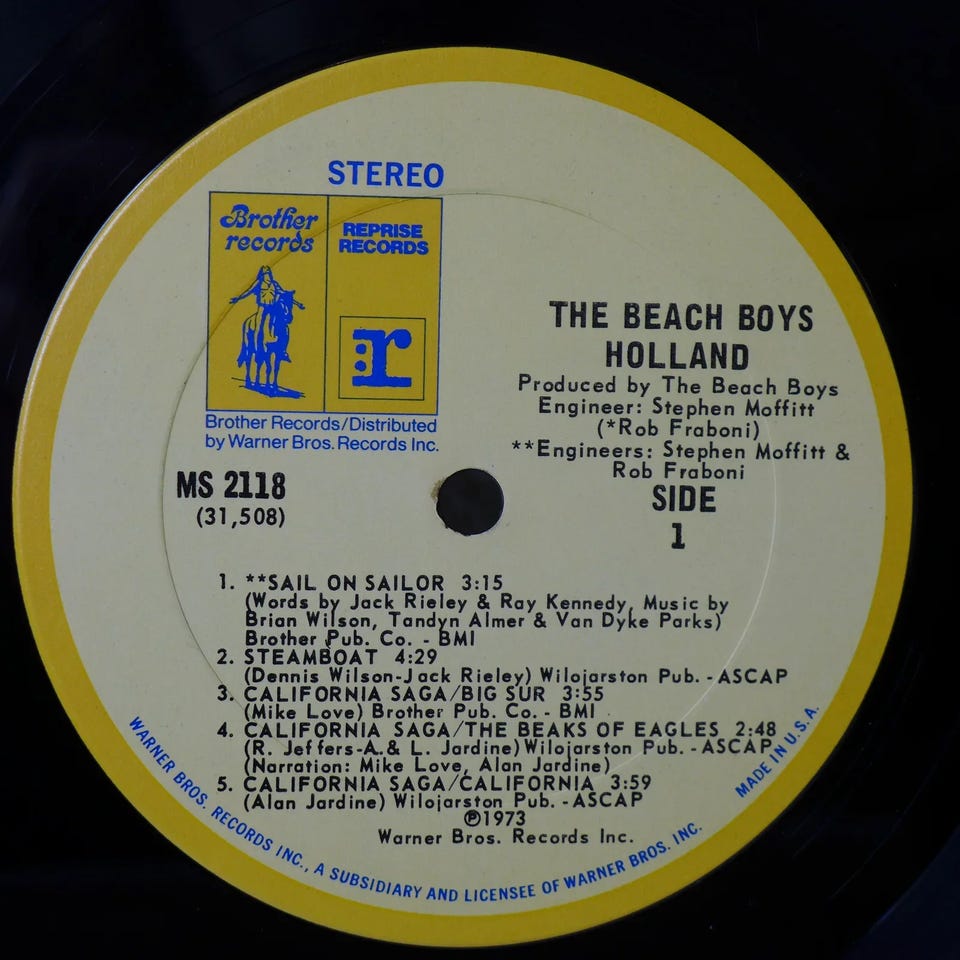 STEREO
Brother
records
REPRISE
RECORDS
r
Brother Records/Distributed
by Warner Bros. Records Inc.
MS 2118
(31,508)
THE BEACH BOYS
HOLLAND
Produced by The Beach Boys
Engineer: Stephen Moffitt
(*Rob Fraboni)
**Engineers: Stephen Moffitt &
Rob Fraboni
SIDE
1
1. **SAIL ON SAILOR 3:15
(Words by Jack Rieley & Ray Kennedy, Music by
Brian Wilson, Tandyn Almer & Van Dyke Parks)
Brother Pub. Co. - BMI
2. STEAMBOAT 4:29
(Dennis Wilson-Jack Rieley) Wilojarston Pub. - ASCAP
3. CALIFORNIA SAGA/BIG SUR 3:55
(Mike Love) Brother Pub. Co. - BMI
4. CALIFORNIA SAGA/THE BEAKS OF EAGLES 2:48
(R. Jeffers-A. & L. Jardine) Wilojarston Pub. - ASCAP
(Narration: Mike Love, Alan Jardine)
5. CALIFORNIA SAGA/CALIFORNIA 3:59
(Alan Jardine) Wilojarston Pub. - ASCAP
℗1973
Warner Bros. Records Inc.
WARNER BROS. RECORDS INC., A SUBSIDIARY AND LICENSEE OF WARNER BROS. INC.
MADE IN U.S.A.